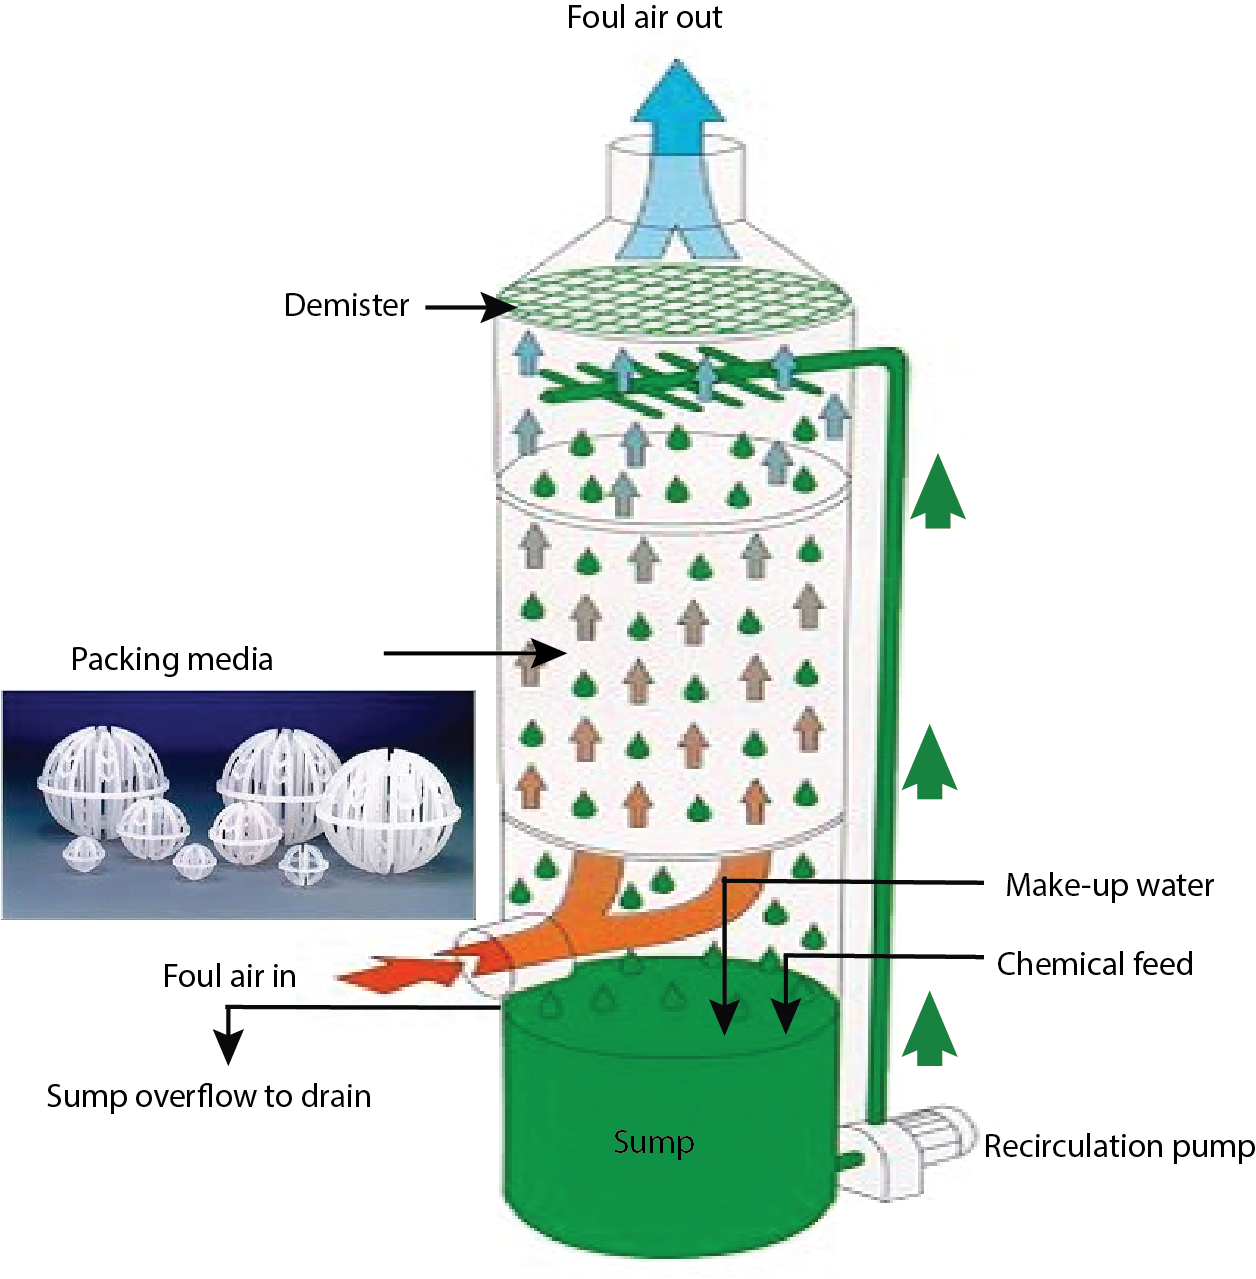 Foul air out
Demister
Packing media
Make-up water
Chemical feed
Foul air in
Sump overflow to drain
Sump
Recirculation pump